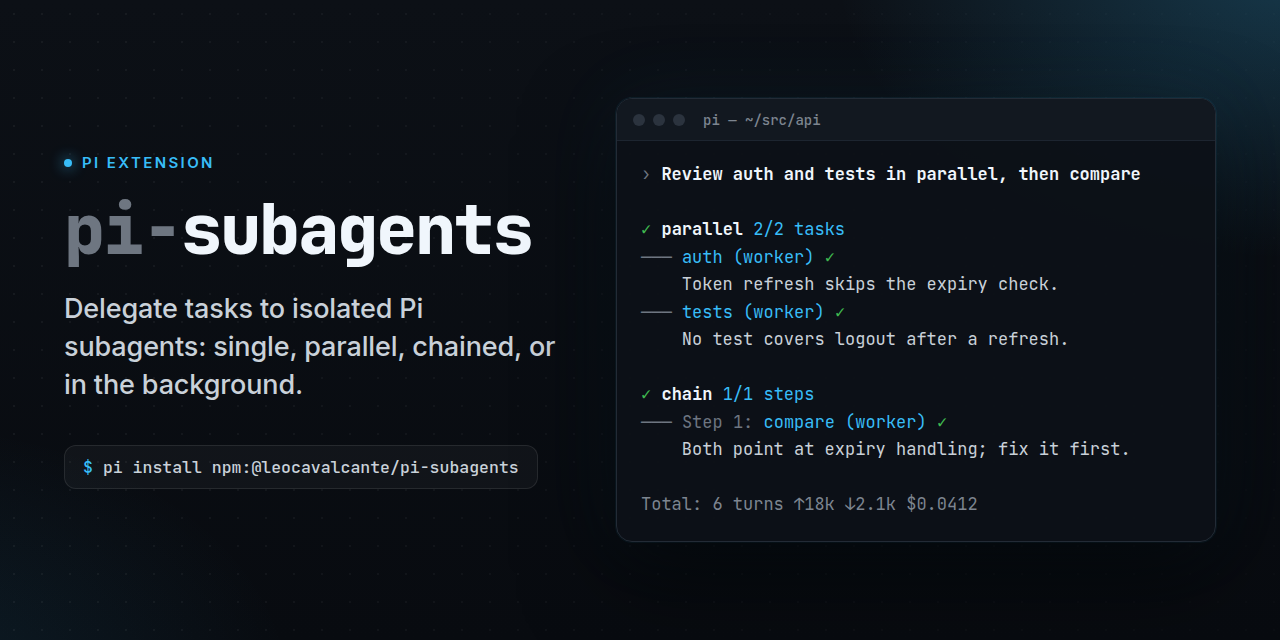 PI EXTENSION
pi-subagents
Delegate tasks to isolated Pi
subagents: single, parallel, chained, or
in the background.
$ pi install npm:@leocavalcante/pi-subagents
pi — ~/src/api
› Review auth and tests in parallel, then compare
✓ parallel 2/2 tasks
─── auth (worker) ✓
Token refresh skips the expiry check.
─── tests (worker) ✓
No test covers logout after a refresh.
✓ chain 1/1 steps
─── Step 1: compare (worker) ✓
Both point at expiry handling; fix it first.
Total: 6 turns ↑18k ↓2.1k $0.0412